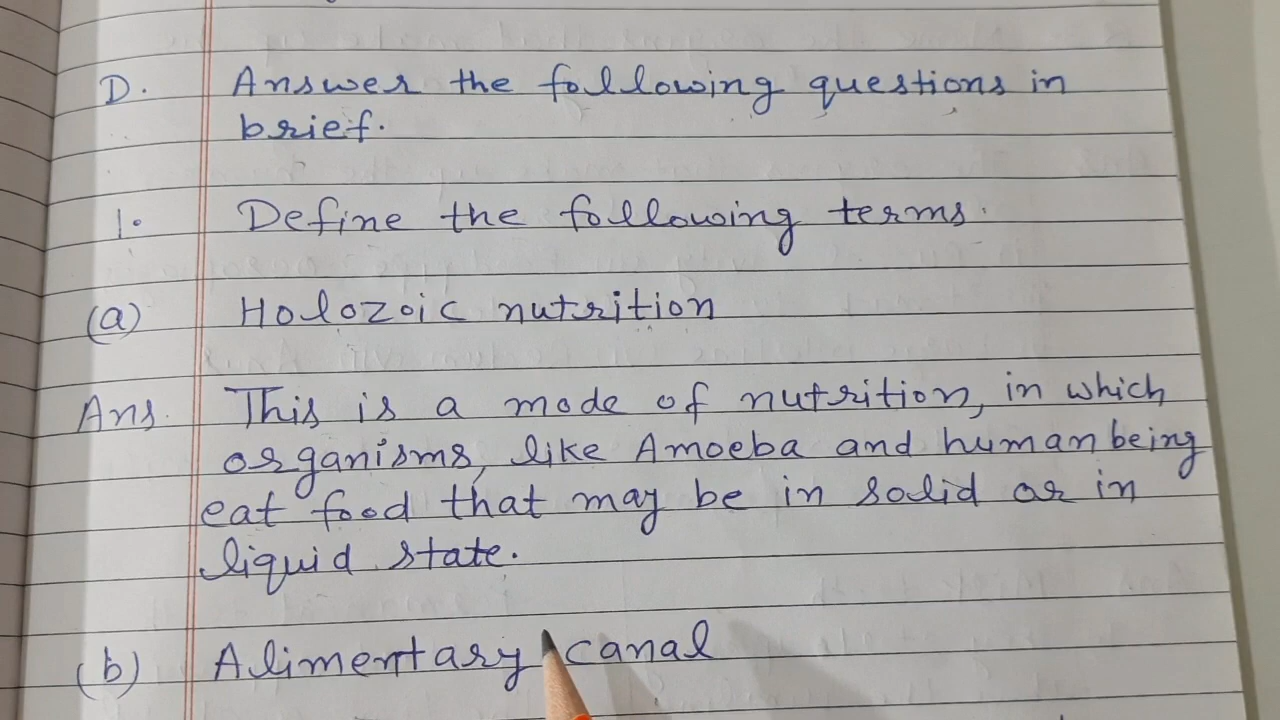 D. Answer the following questions in
brief.
1. Define the following terms.
(a) Holozoic nutrition
Ans. This is a mode of nutrition, in which
organisms, like Amoeba and human being
eat food that may be in solid or in
liquid state.
(b) Alimentary canal